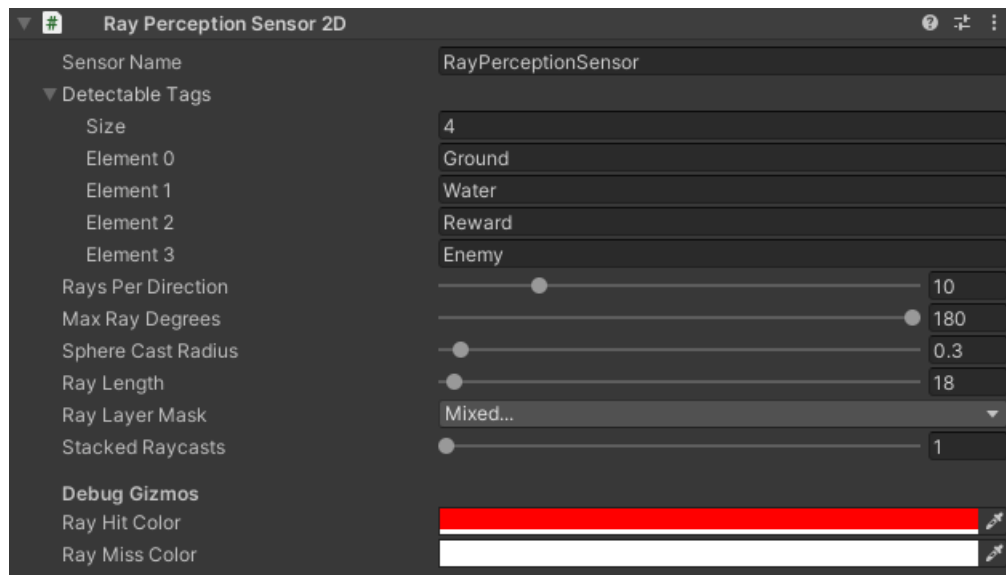 Ray Perception Sensor 2D
Sensor Name RayPerceptionSensor
Detectable Tags
Size 4
Element 0 Ground
Element 1 Water
Element 2 Reward
Element 3 Enemy
Rays Per Direction 10
Max Ray Degrees 180
Sphere Cast Radius 0.3
Ray Length 18
Ray Layer Mask Mixed...
Stacked Raycasts 1
Debug Gizmos
Ray Hit Color
Ray Miss Color